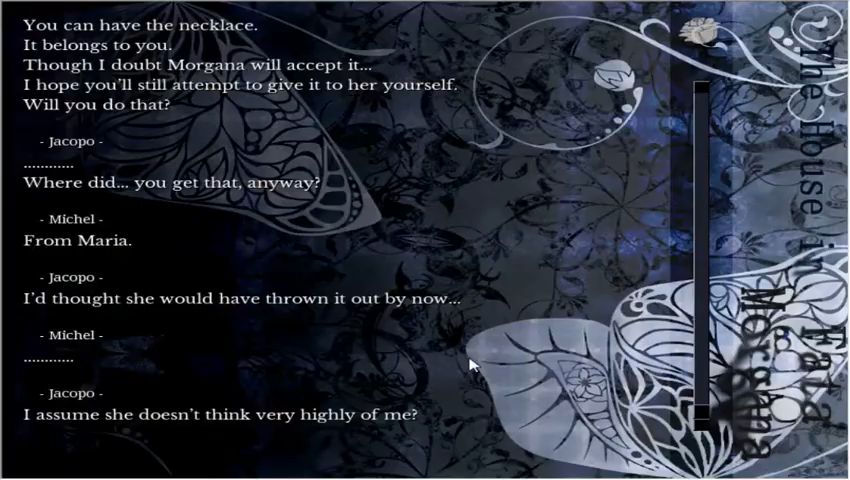 You can have the necklace.
It belongs to you.
Though I doubt Morgana will accept it...
I hope you'll still attempt to give it to her yourself.
Will you do that?
- Jacopo -
............
Where did... you get that, anyway?
- Michel -
From Maria.
- Jacopo -
I'd thought she would have thrown it out by now...
- Michel -
............
- Jacopo -
I assume she doesn't think very highly of me?
The House in
Fata
Morgana